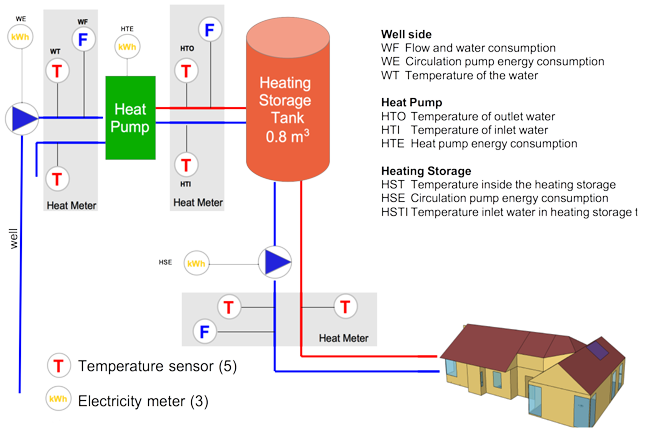 WE
kWh
WT
T
WF
F
HTE
kWh
HTO
T
F
Heat
Pump
Heating
Storage
Tank
0.8 m³
T
Heat Meter
T
HTI
Heat Meter
well
HSE
kWh
T
T
F
Heat Meter
T Temperature sensor (5)
kWh Electricity meter (3)
Well side
WF Flow and water consumption
WE Circulation pump energy consumption
WT Temperature of the water
Heat Pump
HTO Temperature of outlet water
HTI Temperature of inlet water
HTE Heat pump energy consumption
Heating Storage
HST Temperature inside the heating storage
HSE Circulation pump energy consumption
HSTI Temperature inlet water in heating storage t